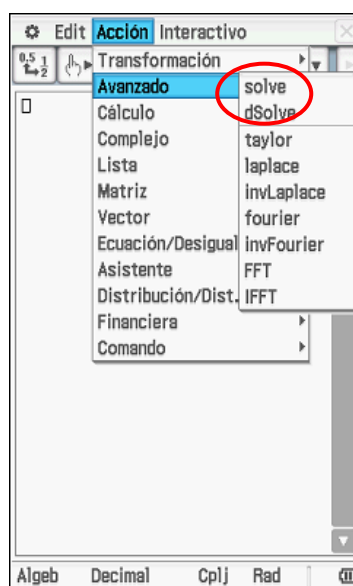 Edit Acción Interactivo
0.5 1 2
Transformación
Avanzado
Cálculo
Complejo
Lista
Matriz
Vector
Ecuación/Desigual
Asistente
Distribución/Dist.
Financiera
Comando
solve
dSolve
taylor
laplace
invLaplace
fourier
invFourier
FFT
IFFT
Algeb Decimal Cplj Rad